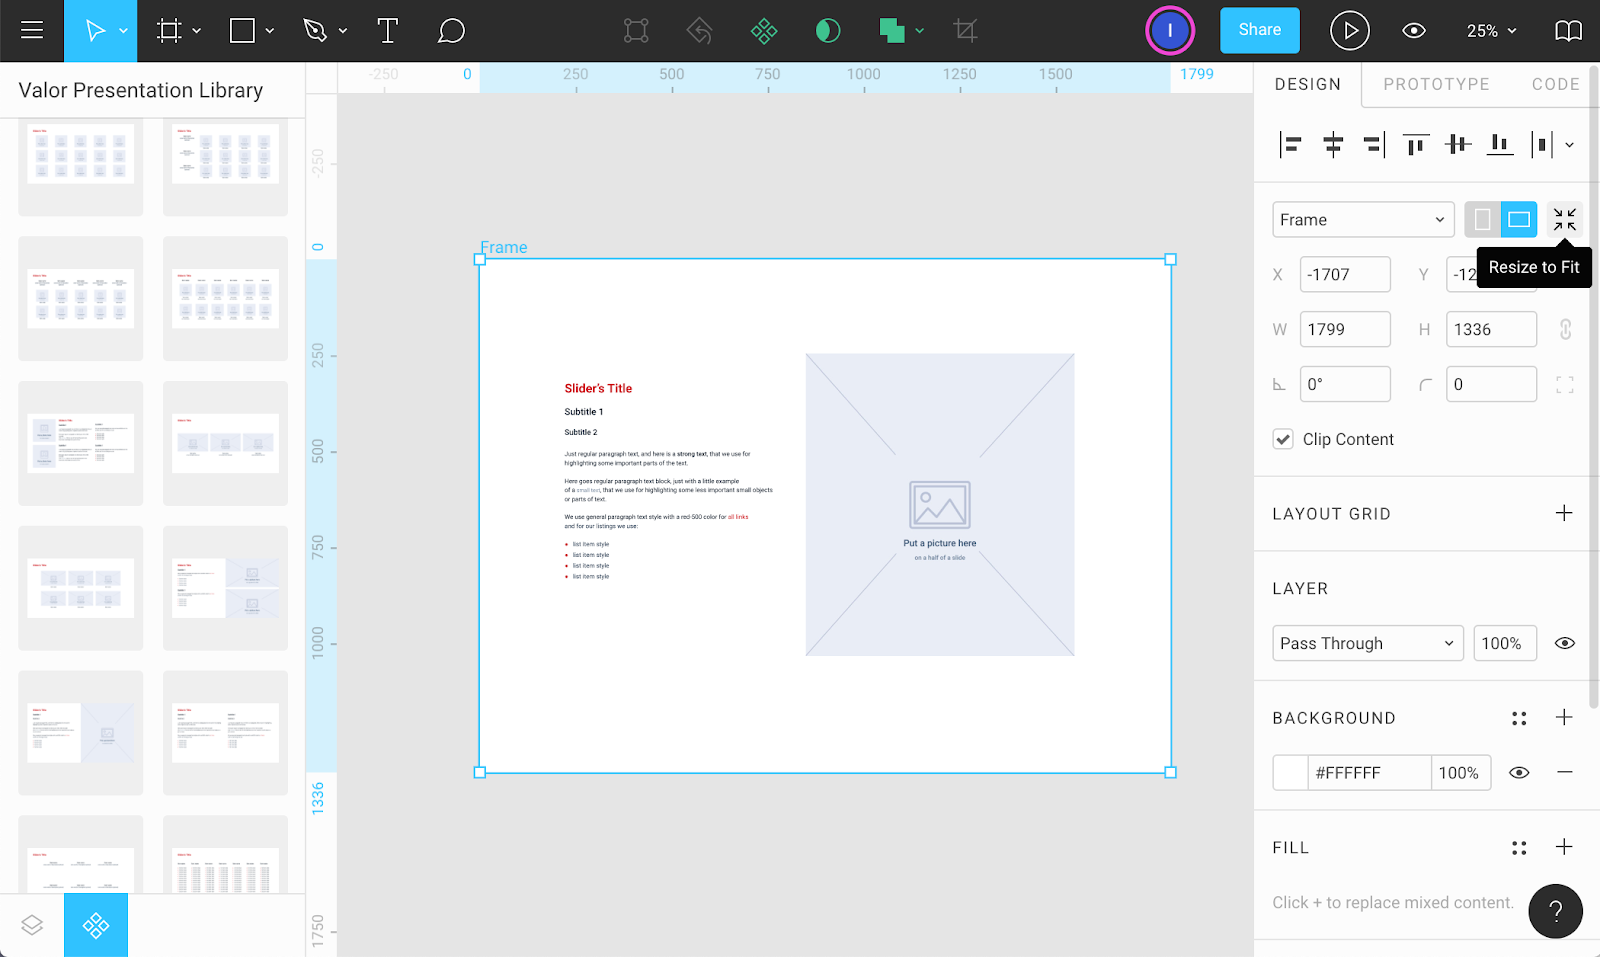 I
Share
25%
Valor Presentation Library
-250
0
250
500
750
1000
1250
1500
1799
-250
0
250
500
750
1000
1336
1750
Frame
Slider's Title
Subtitle 1
Subtitle 2
Just regular paragraph text, and here is a strong text, that we use for
highlighting some important parts of the text.
Here goes regular paragraph text block, just with a little example
of a small text, that we use for highlighting some less important small objects
or parts of text.
We use general paragraph text style with a red-500 color for all links
and for our listings we use:
list item style
list item style
list item style
list item style
Put a picture here
on a half of a slide
DESIGN
PROTOTYPE
CODE
Frame
Resize to Fit
X -1707
Y -12
W 1799
H 1336
0°
0
Clip Content
LAYOUT GRID
LAYER
Pass Through
100%
BACKGROUND
#FFFFFF
100%
FILL
Click + to replace mixed content.
?